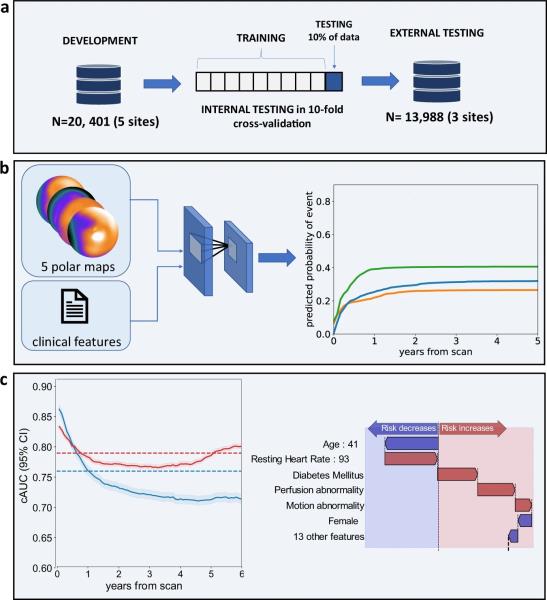 a
DEVELOPMENT
N=20, 401 (5 sites)
TRAINING
TESTING
10% of data
INTERNAL TESTING in 10-fold
cross-validation
EXTERNAL TESTING
N= 13,988 (3 sites)
b
5 polar maps
clinical features
predicted probability of event
0.8
0.6
0.4
0.2
0.0
0 1 2 3 4 5
years from scan
c
cAUC (95% CI)
0.90
0.85
0.80
0.75
0.70
0.65
0.60
0 1 2 3 4 5 6
years from scan
Risk decreases Risk increases
Age : 41
Resting Heart Rate : 93
Diabetes Mellitus
Perfusion abnormality
Motion abnormality
Female
13 other features